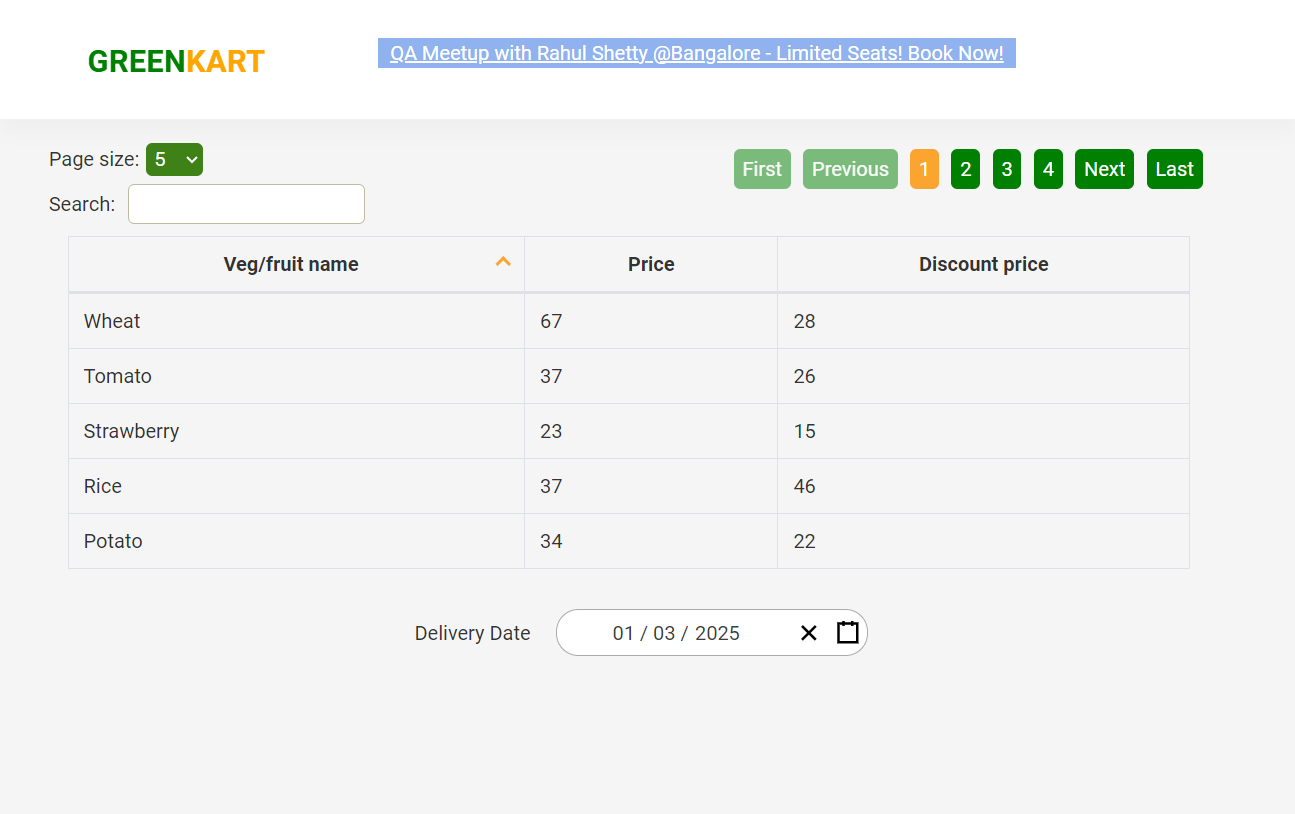 GREENKART
QA Meetup with Rahul Shetty @Bangalore - Limited Seats! Book Now!
Page size: 5
First Previous 1 2 3 4 Next Last
Search:
Veg/fruit name Price Discount price
Wheat 67 28
Tomato 37 26
Strawberry 23 15
Rice 37 46
Potato 34 22
Delivery Date 01 / 03 / 2025